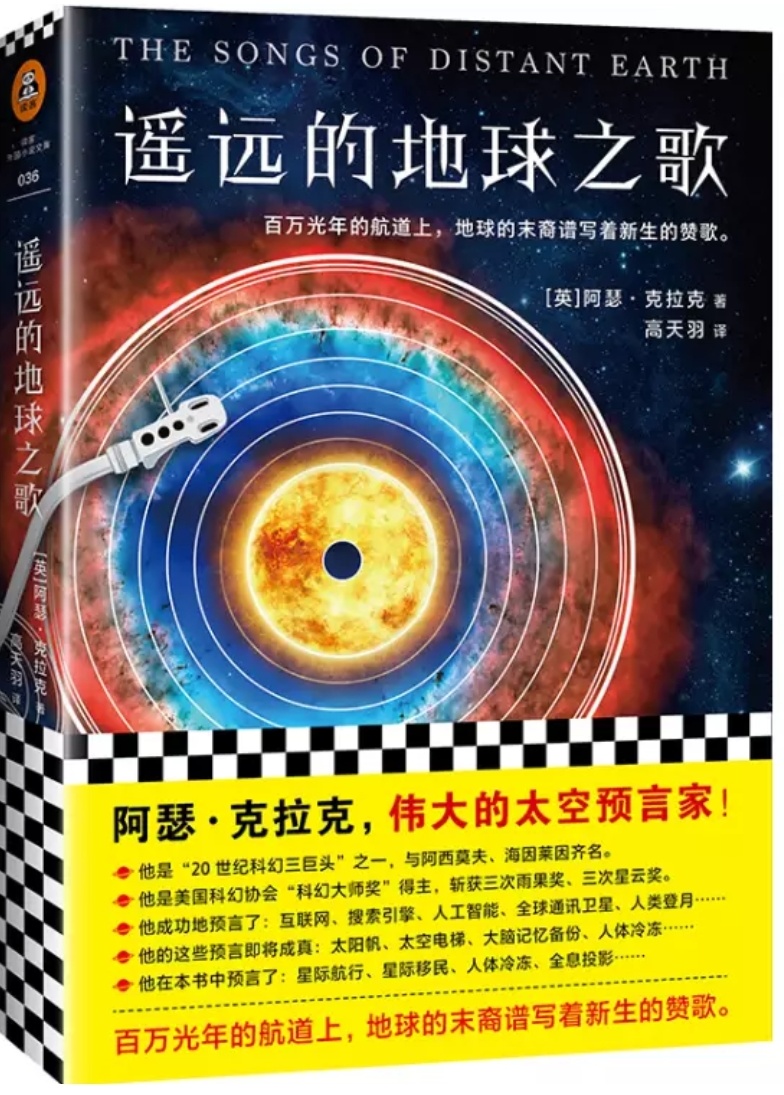 THE SONGS OF DISTANT EARTH
遥远的地球之歌
百万光年的航道上，地球的末裔谱写着新生的赞歌。
[英]阿瑟·克拉克 著
高天羽 译
读客
读客
外国小说文库
036
遥远的地球之歌
[英]阿瑟·克拉克 著
高天羽 译
阿瑟·克拉克，伟大的太空预言家！
他是“20世纪科幻三巨头”之一，与阿西莫夫、海因莱因齐名。
他是美国科幻协会“科幻大师奖”得主，斩获三次雨果奖、三次星云奖。
他成功地预言了：互联网、搜索引擎、人工智能、全球通讯卫星、人类登月……
他的这些预言即将成真：太阳帆、太空电梯、大脑记忆备份、人体冷冻……
他在本书中预言了：星际航行、星际移民、人体冷冻、全息投影……
百万光年的航道上，地球的末裔谱写着新生的赞歌。